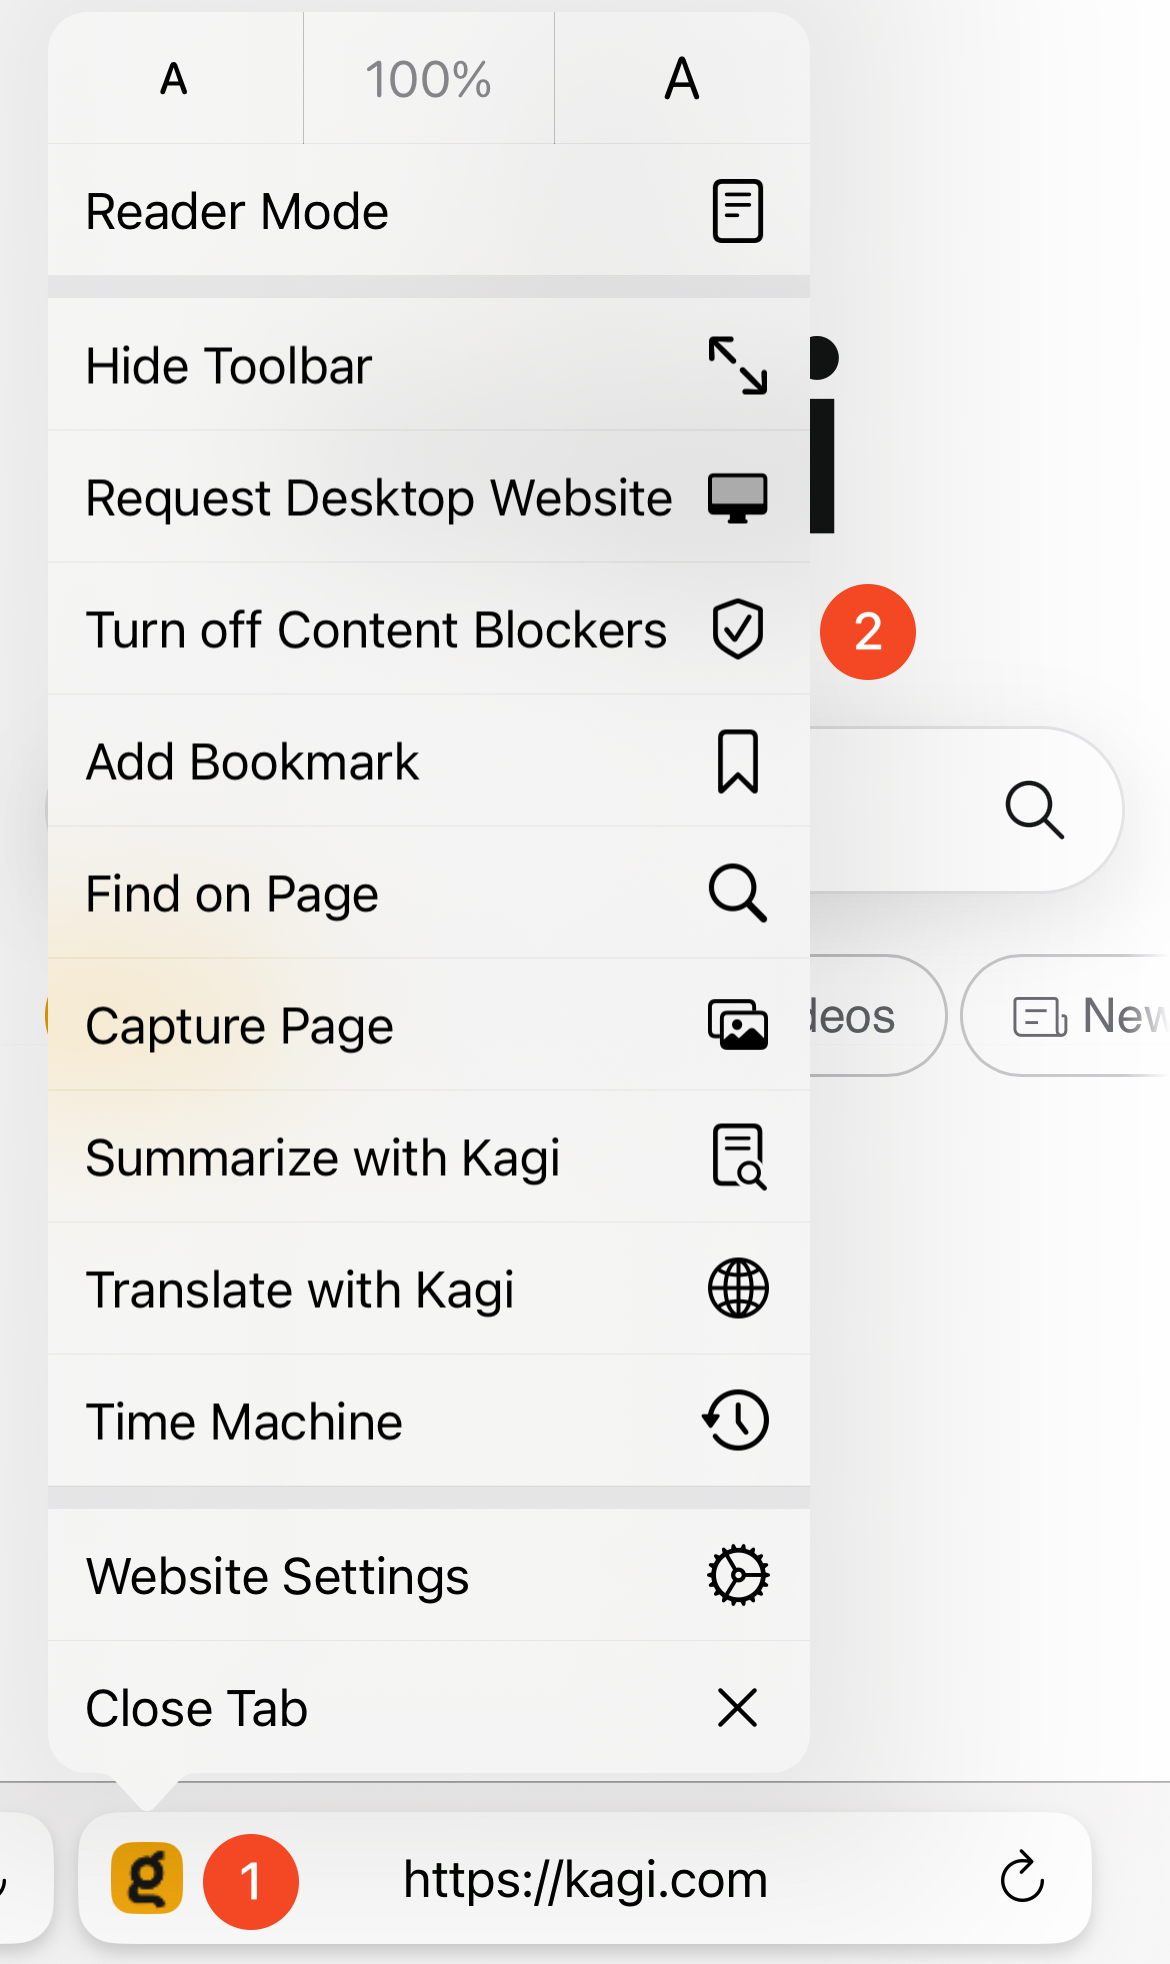 A 100% A
Reader Mode
Hide Toolbar
Request Desktop Website
Turn off Content Blockers 2
Add Bookmark
Find on Page
Capture Page
Summarize with Kagi
Translate with Kagi
Time Machine
Website Settings
Close Tab
g 1 https://kagi.com